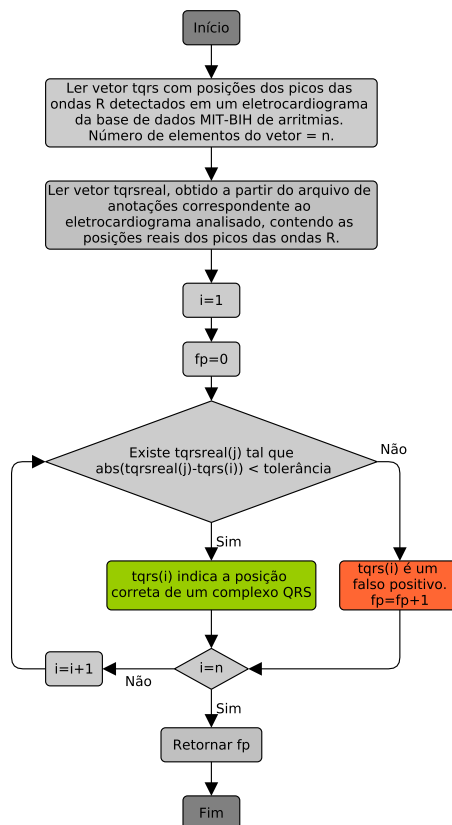 Início
Ler vetor tqrs com posições dos picos das
ondas R detectados em um eletrocardiograma
da base de dados MIT-BIH de arritmias.
Número de elementos do vetor = n.
Ler vetor tqrsreal, obtido a partir do arquivo de
anotações correspondente ao
eletrocardiograma analisado, contendo as
posições reais dos picos das ondas R.
i=1
fp=0
Existe tqrsreal(j) tal que
abs(tqrsreal(j)-tqrs(i)) < tolerância
Não
Sim
tqrs(i) indica a posição
correta de um complexo QRS
tqrs(i) é um
falso positivo.
fp=fp+1
i=n
i=i+1
Não
Sim
Retornar fp
Fim